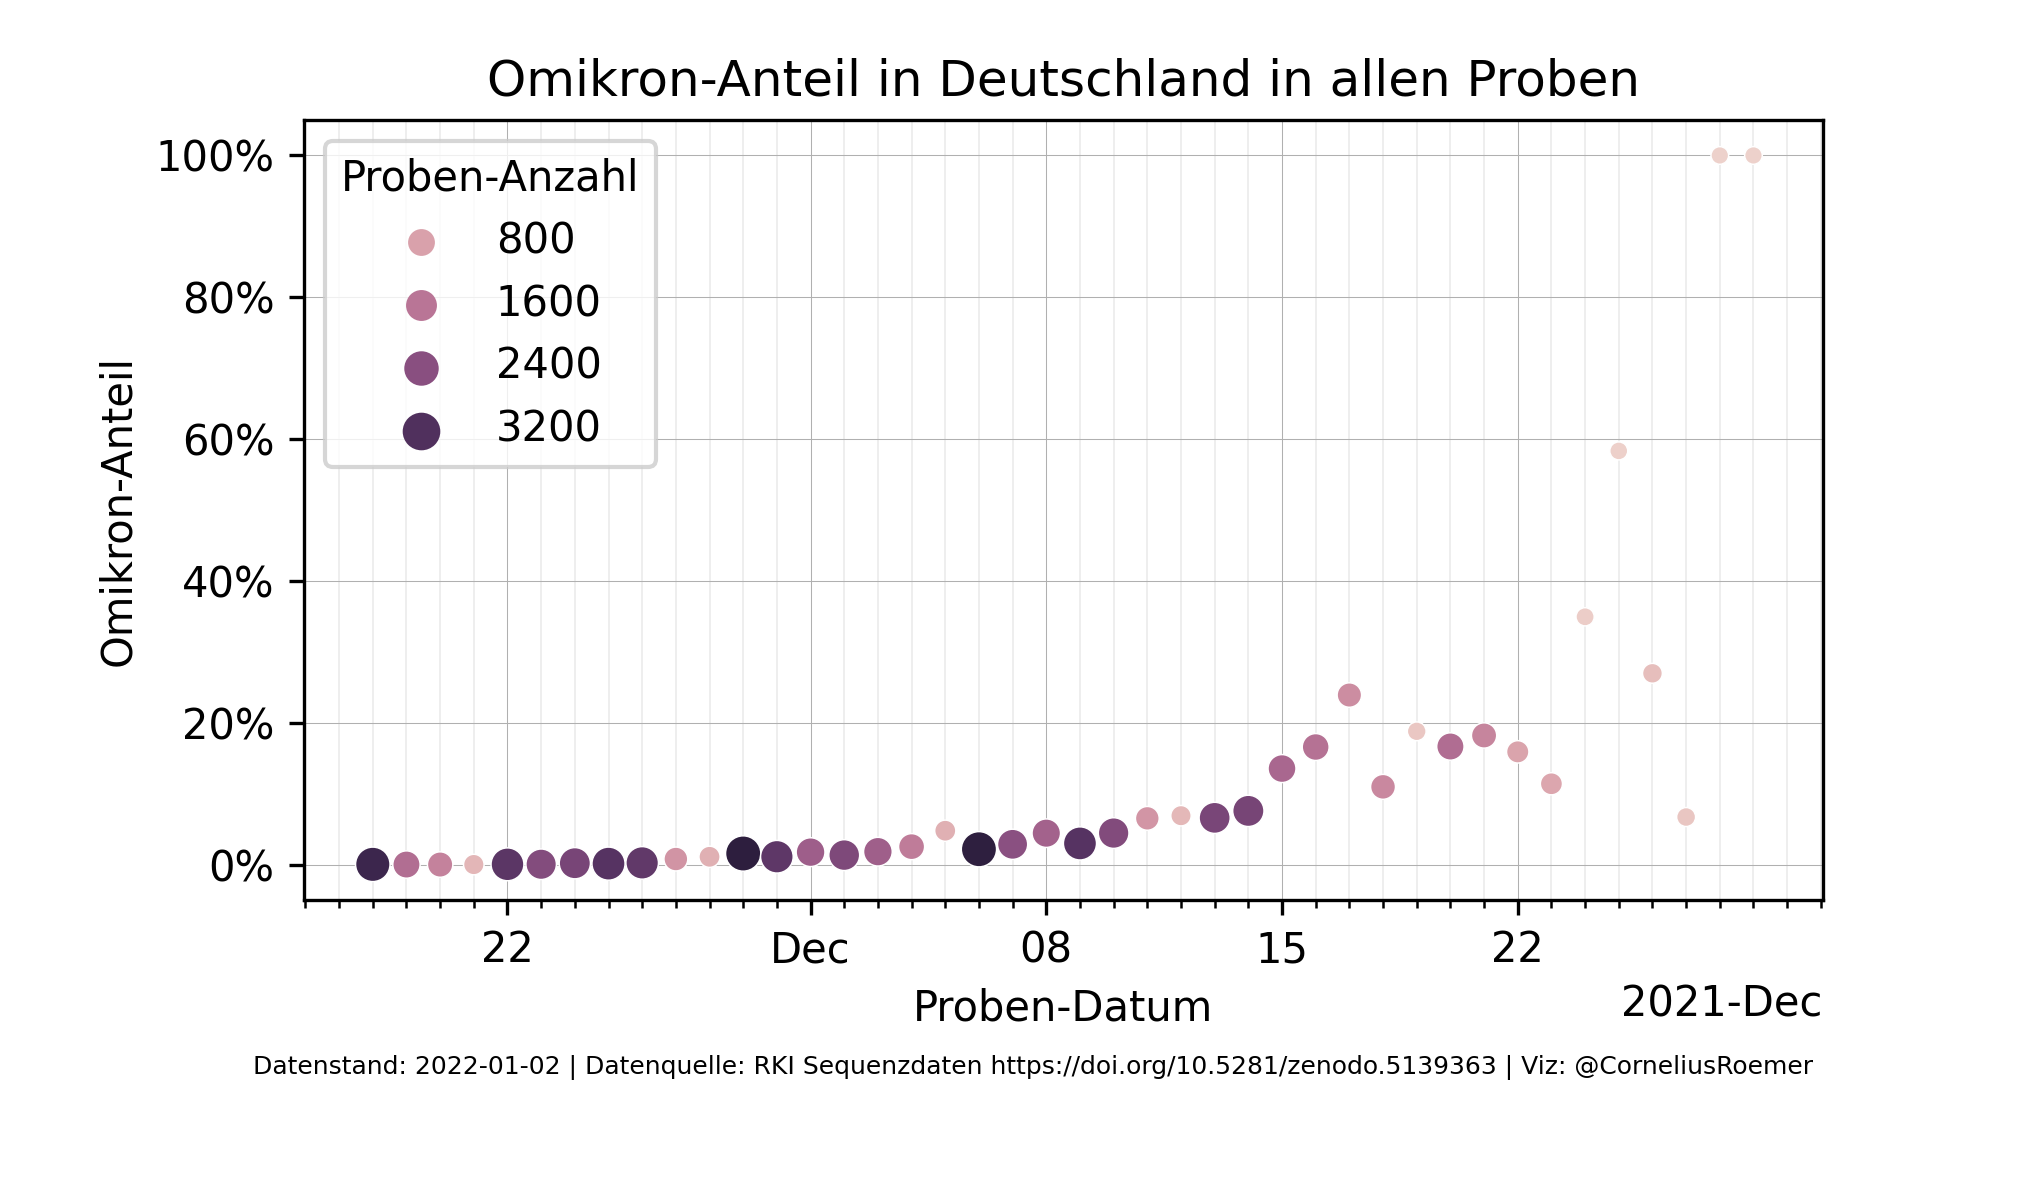 Omikron-Anteil in Deutschland in allen Proben
Proben-Anzahl
800
1600
2400
3200
100%
80%
60%
40%
20%
0%
Omikron-Anteil
22 Dec 08 15 22
2021-Dec
Proben-Datum
Datenstand: 2022-01-02 | Datenquelle: RKI Sequenzdaten https://doi.org/10.5281/zenodo.5139363 | Viz: @CorneliusRoemer